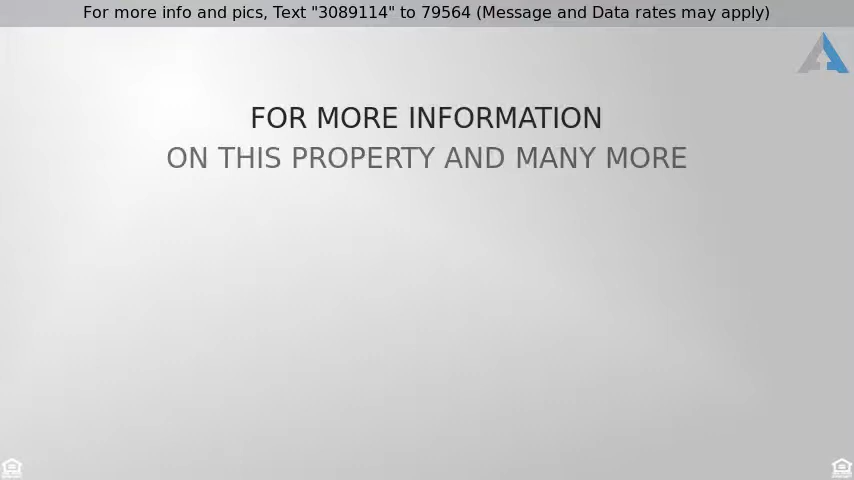 For more info and pics, Text "3089114" to 79564 (Message and Data rates may apply)
FOR MORE INFORMATION
ON THIS PROPERTY AND MANY MORE